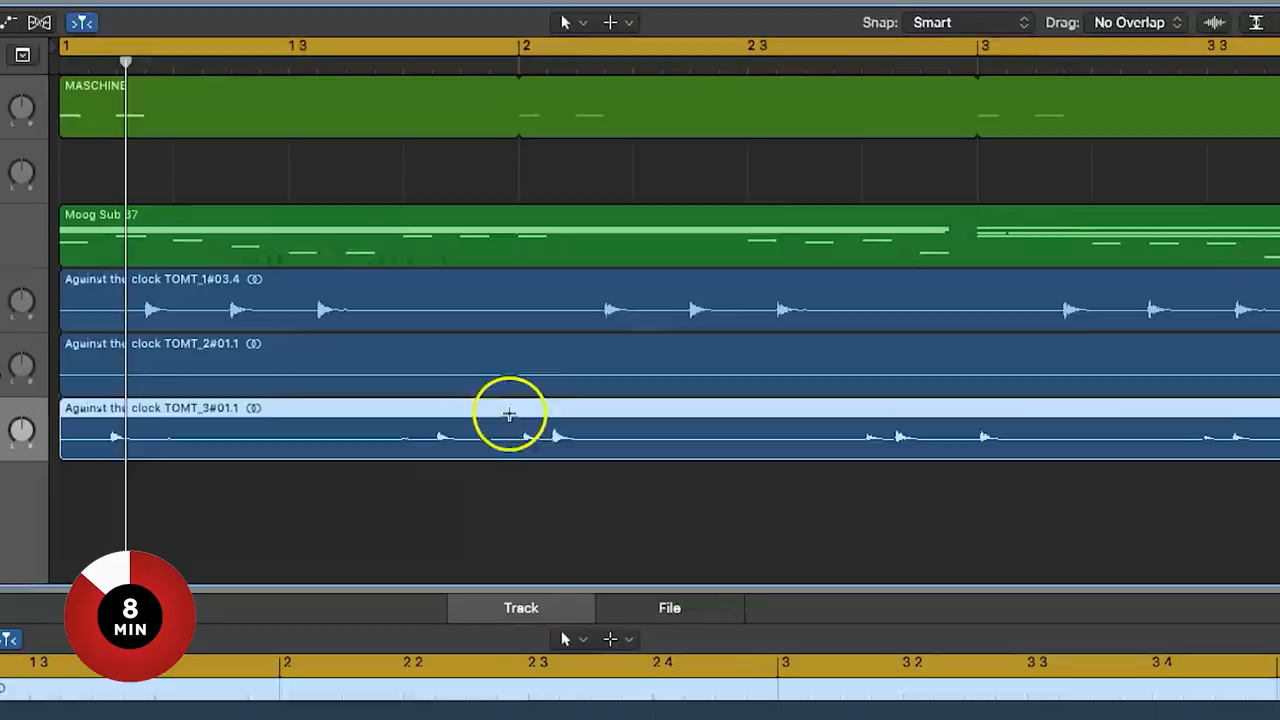 Snap: Smart Drag: No Overlap
1 1 3 2 2 3 3 3 3
MASCHINE
Moog Sub 37
Against the clock TOMT_1#03.4
Against the clock TOMT_2#01.1
Against the clock TOMT_3#01.1
8
MIN
Track File
1 3 2 2 2 2 3 2 4 3 3 2 3 3 3 4